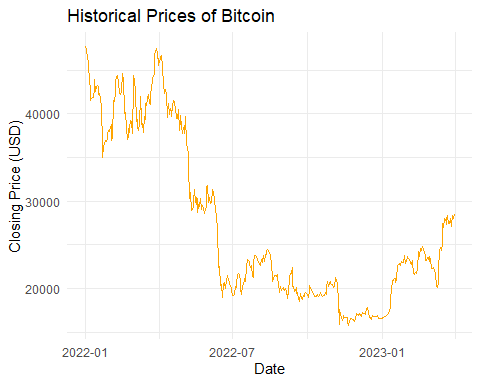 Historical Prices of Bitcoin
Closing Price (USD)
40000
30000
20000
2022-01
2022-07
2023-01
Date